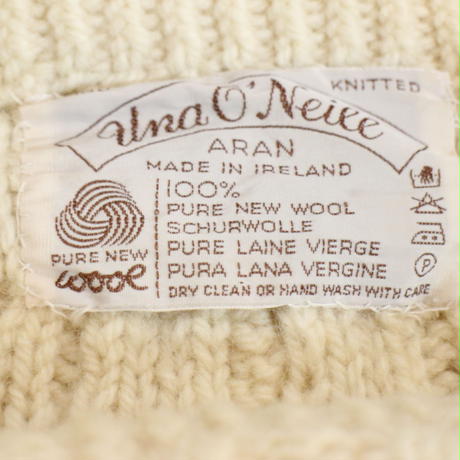 KNITTED
Una O'Neill
ARAN
MADE IN IRELAND
100%
PURE NEW WOOL
SCHURWOLLE
PURE LAINE VIERGE
PURA LANA VERGINE
DRY CLEAN OR HAND WASH WITH CARE
PURE NEW
wool
P